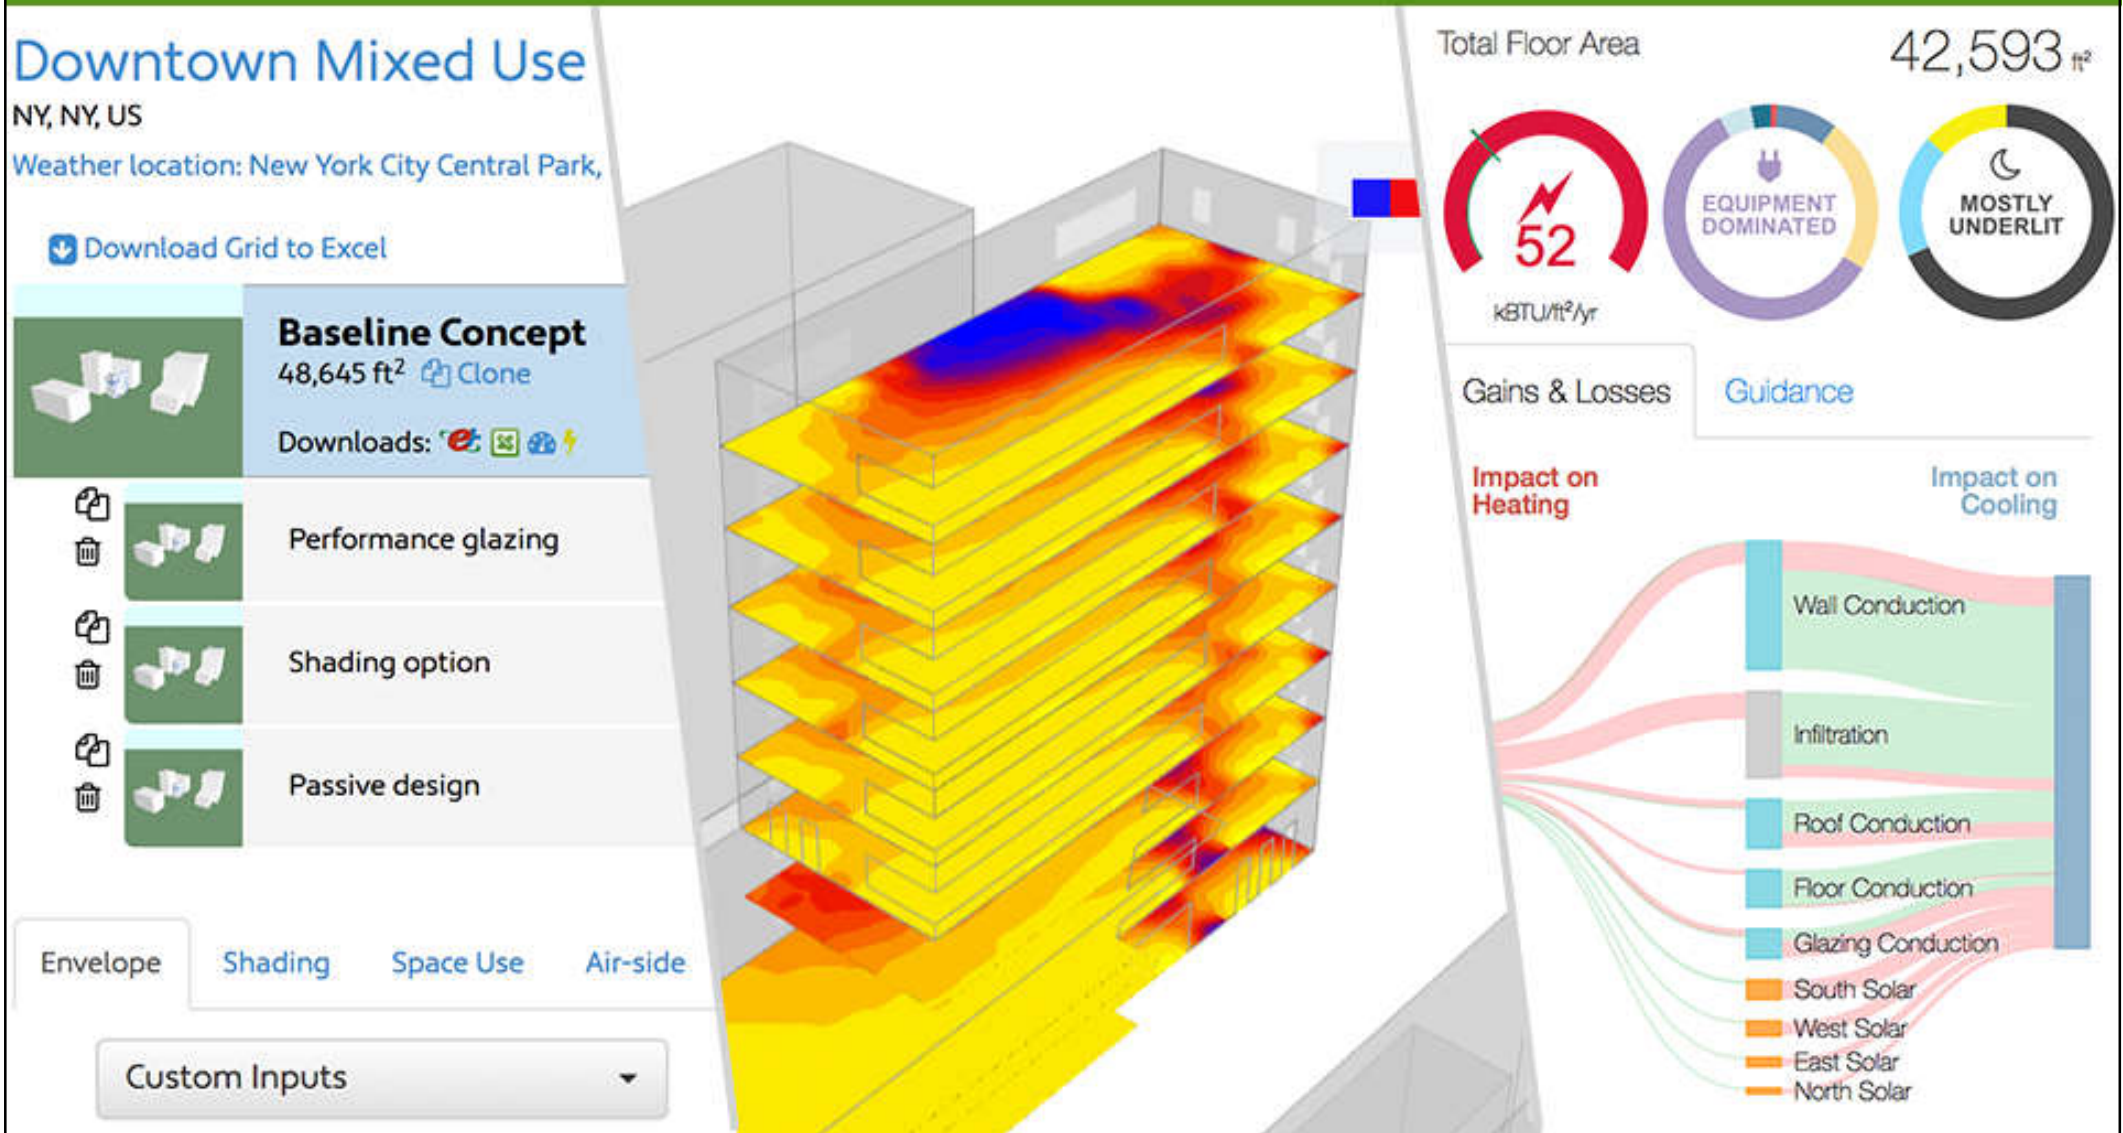 Downtown Mixed Use
NY, NY, US
Weather location: New York City Central Park,
Download Grid to Excel
Baseline Concept
48,645 ft²
Clone
Downloads:
Performance glazing
Shading option
Passive design
Envelope
Shading
Space Use
Air-side
Custom Inputs
Total Floor Area
42,593 ft²
52
kBTU/ft²/yr
EQUIPMENT
DOMINATED
MOSTLY
UNDERLIT
Gains & Losses
Guidance
Impact on
Heating
Impact on
Cooling
Wall Conduction
Infiltration
Roof Conduction
Floor Conduction
Glazing Conduction
South Solar
West Solar
East Solar
North Solar